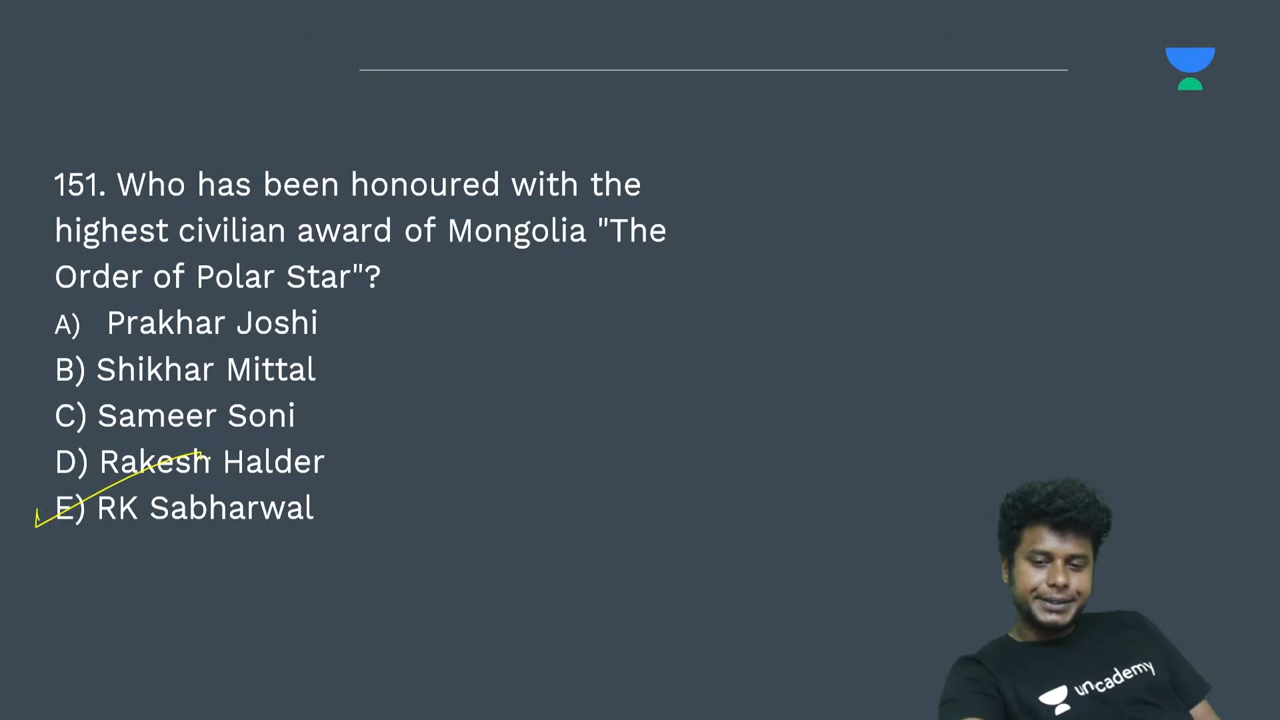 151. Who has been honoured with the
highest civilian award of Mongolia "The
Order of Polar Star"?
A) Prakhar Joshi
B) Shikhar Mittal
C) Sameer Soni
D) Rakesh Halder
E) RK Sabharwal
unacademy